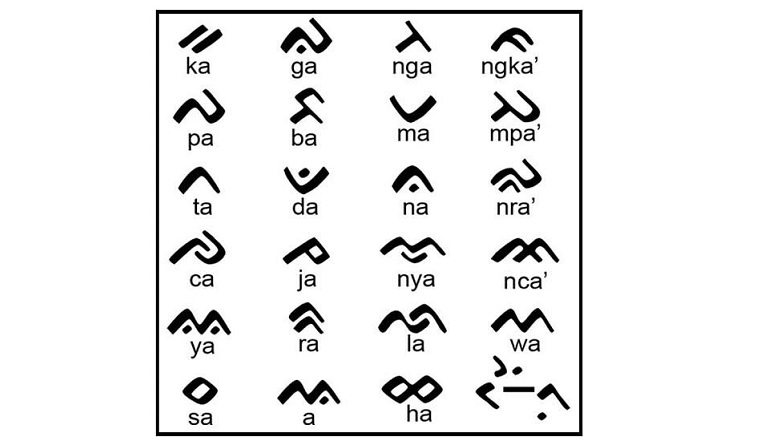 ᨀ ᨁ ᨂ ᨃ
ka ga nga ngka’
ᨄ ᨅ ᨆ ᨇ
pa ba ma mpa’
ᨈ ᨉ ᨊ ᨋ
ta da na nra’
ᨌ ᨍ ᨎ ᨏ
ca ja nya nca’
ᨐ ᨑ ᨒ ᨓ
ya ra la wa
ᨔ ᨕ ᨖ
sa a ha